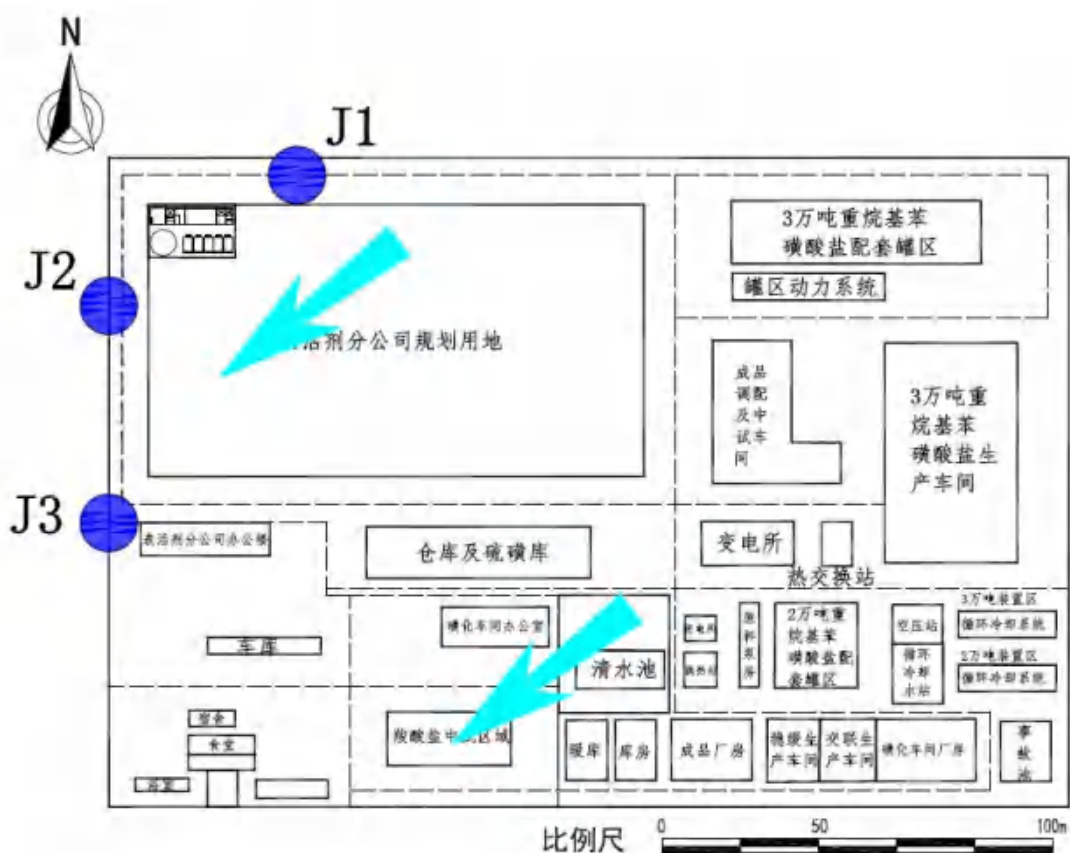 N
J1
3万吨重烷基苯
磺酸盐配套罐区
J2
罐区动力系统
活剂分公司规划用地
成品
调配
及中
试车
间
3万吨重
烷基苯
磺酸盐生
产车间
J3
表活剂分公司办公楼
仓库及硫磺库
变电所
热交换站
磺化车间办公室
清水池
2万吨重
烷基苯
磺酸盐配
套罐区
空压站
循环
冷却
水站
3万吨装置区
循环冷却系统
2万吨装置区
循环冷却系统
车库
宿舍
食堂
浴室
羧酸盐中区域
暖库
库房
成品厂房
交联生
产车间
磺化车间厂房
事
故
池
比例尺
0
50
100m